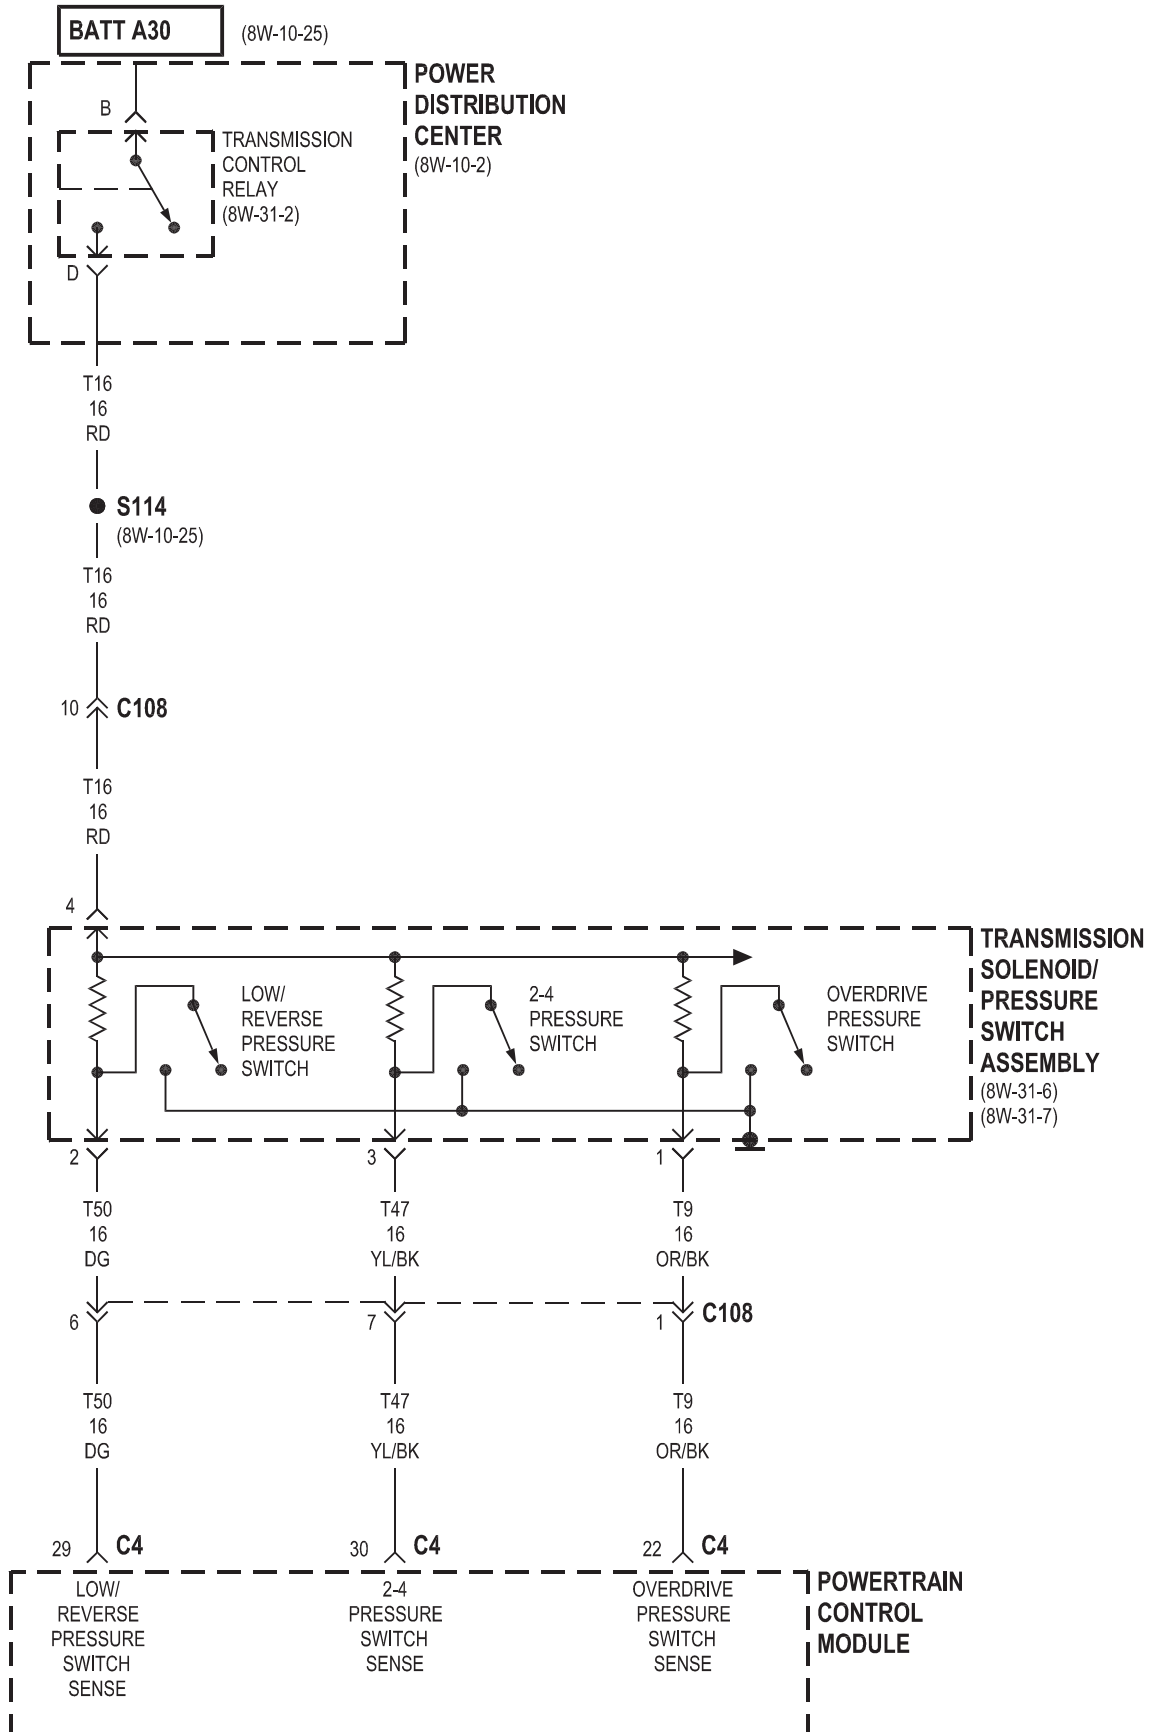 BATT A30
(8W-10-25)
POWER
DISTRIBUTION
CENTER
(8W-10-2)
B
TRANSMISSION
CONTROL
RELAY
(8W-31-2)
D
T16
16
RD
S114
(8W-10-25)
T16
16
RD
10
C108
T16
16
RD
4
TRANSMISSION
SOLENOID/
PRESSURE
SWITCH
ASSEMBLY
(8W-31-6)
(8W-31-7)
LOW/
REVERSE
PRESSURE
SWITCH
2-4
PRESSURE
SWITCH
OVERDRIVE
PRESSURE
SWITCH
2
3
1
T50
16
DG
T47
16
YL/BK
T9
16
OR/BK
6
7
1
C108
T50
16
DG
T47
16
YL/BK
T9
16
OR/BK
29
C4
30
C4
22
C4
LOW/
REVERSE
PRESSURE
SWITCH
SENSE
2-4
PRESSURE
SWITCH
SENSE
OVERDRIVE
PRESSURE
SWITCH
SENSE
POWERTRAIN
CONTROL
MODULE